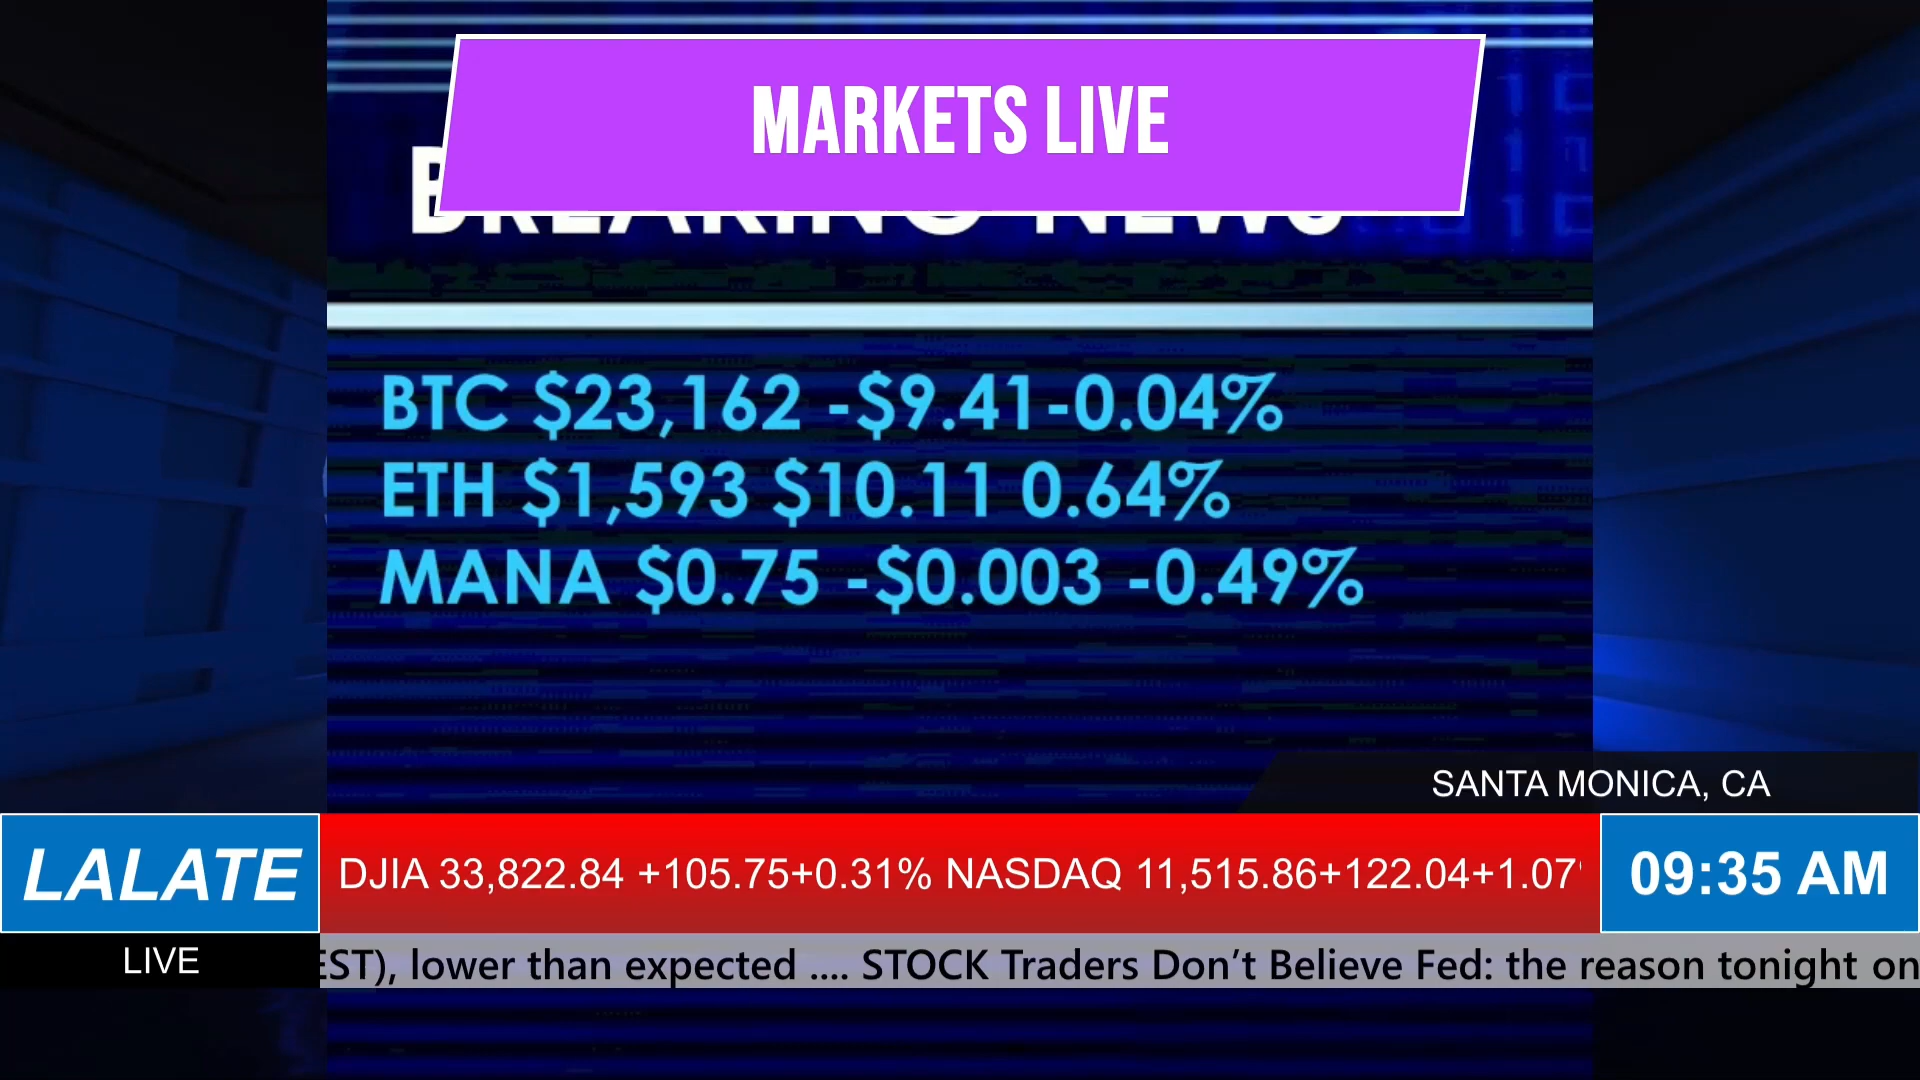 MARKETS LIVE
BREAKING NEWS
BTC $23,162 -$9.41-0.04%
ETH $1,593 $10.11 0.64%
MANA $0.75 -$0.003 -0.49%
SANTA MONICA, CA
LALATE
DJIA 33,822.84 +105.75+0.31% NASDAQ 11,515.86+122.04+1.07
09:35 AM
LIVE
EST), lower than expected .... STOCK Traders Don’t Believe Fed: the reason tonight on